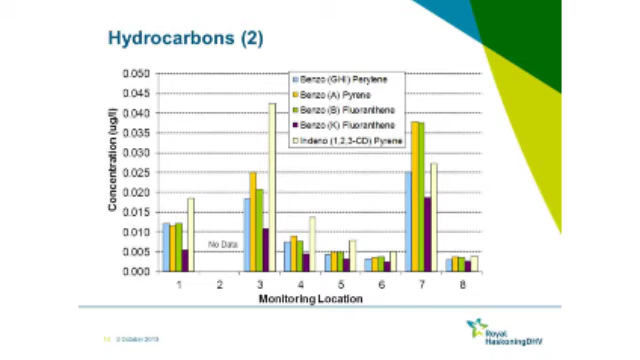 Hydrocarbons (2)
0.050
0.045
0.040
0.035
0.030
0.025
0.020
0.015
0.010
0.005
0.000
Concentration (ug/l)
Benzo (GHI) Perylene
Benzo (A) Pyrene
Benzo (B) Fluoranthene
Benzo (K) Fluoranthene
Indeno (1,2,3-CD) Pyrene
No Data
1 2 3 4 5 6 7 8
Monitoring Location
October 2013
Royal
HaskoningDHV